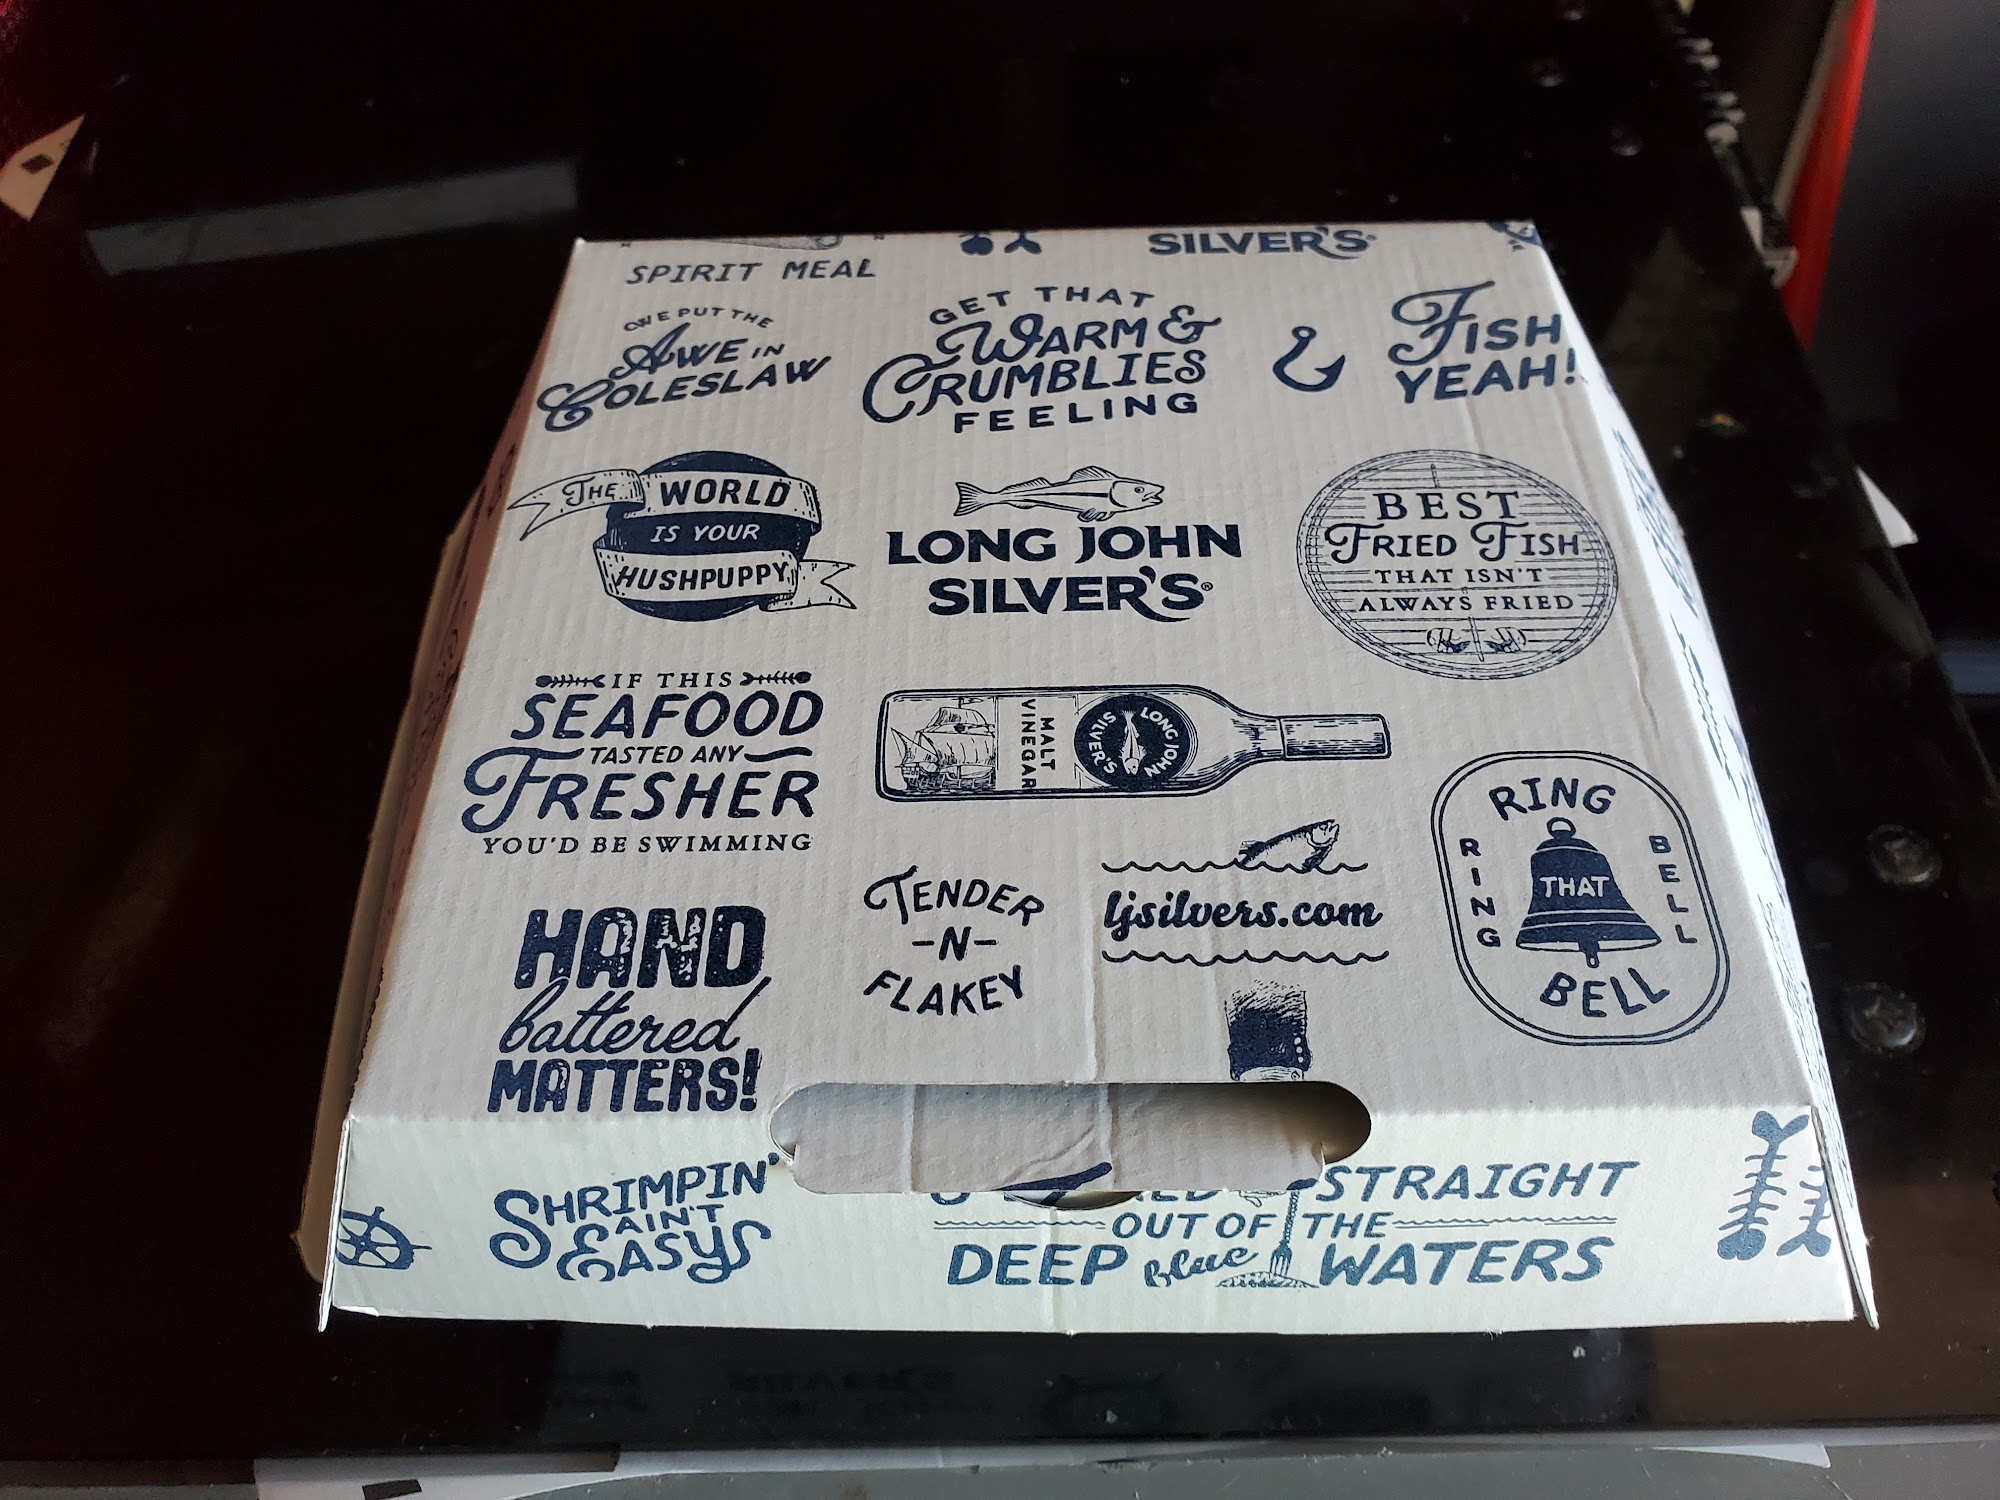 SILVER'S®
SPIRIT MEAL
WE PUT THE
AWE IN
COLESLAW
GET THAT
WARM &
CRUMBLIES
FEELING
FISH
YEAH!
THE WORLD
IS YOUR
HUSHPUPPY
LONG JOHN
SILVER'S®
BEST
FRIED FISH
THAT ISN'T
ALWAYS FRIED
IF THIS
SEAFOOD
TASTED ANY
FRESHER
YOU'D BE SWIMMING
MALT
VINEGAR
LONG JOHN
SILVER'S
RING
RING
THAT
BELL
BELL
TENDER
-N-
FLAKEY
ljsilvers.com
HAND
battered
MATTERS!
SHRIMPIN'
AIN'T
EASY
STRAIGHT
OUT OF THE
DEEP blue WATERS